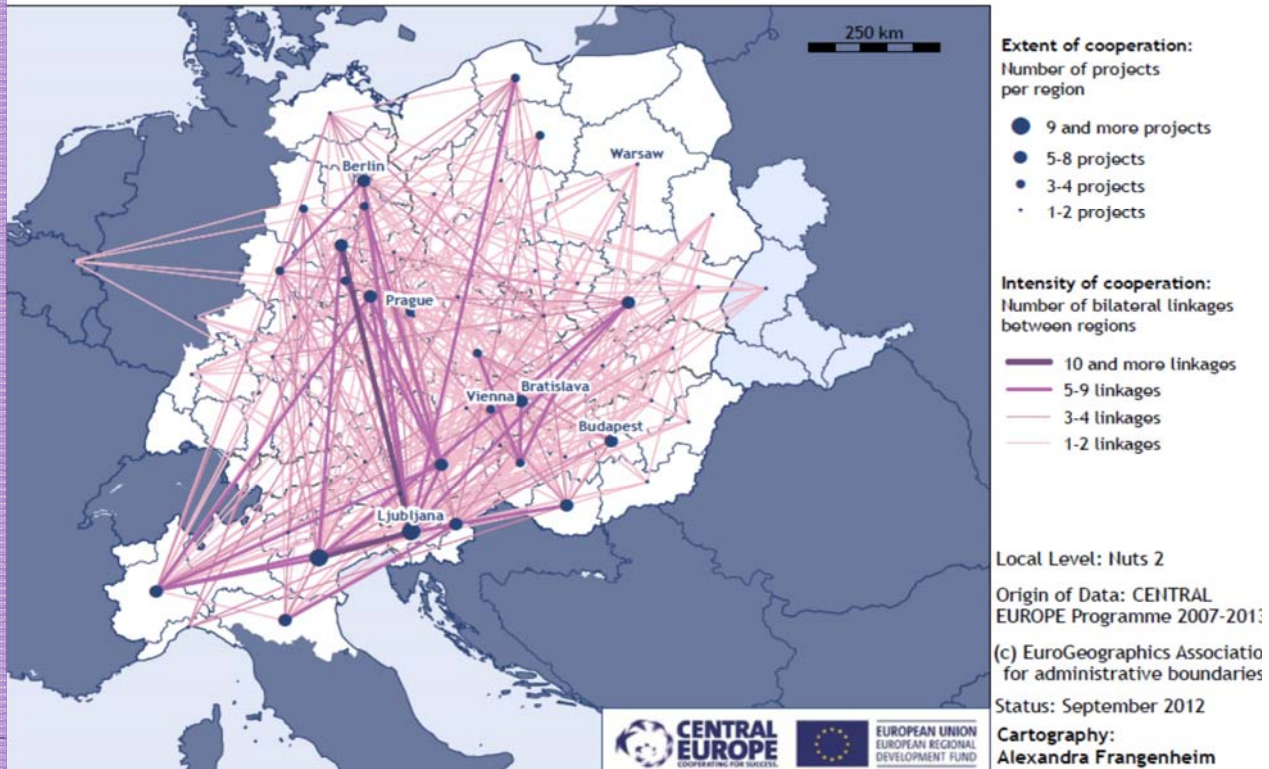 250 km
Berlin
Warsaw
Prague
Vienna
Bratislava
Budapest
Ljubljana
Extent of cooperation:
Number of projects
per region
9 and more projects
5-8 projects
3-4 projects
1-2 projects
Intensity of cooperation:
Number of bilateral linkages
between regions
10 and more linkages
5-9 linkages
3-4 linkages
1-2 linkages
Local Level: Nuts 2
Origin of Data: CENTRAL
EUROPE Programme 2007-2013
(c) EuroGeographics Associatio
for administrative boundaries
Status: September 2012
Cartography:
Alexandra Frangenheim
CENTRAL
EUROPE
COOPERATING FOR SUCCESS.
EUROPEAN UNION
EUROPEAN REGIONAL
DEVELOPMENT FUND